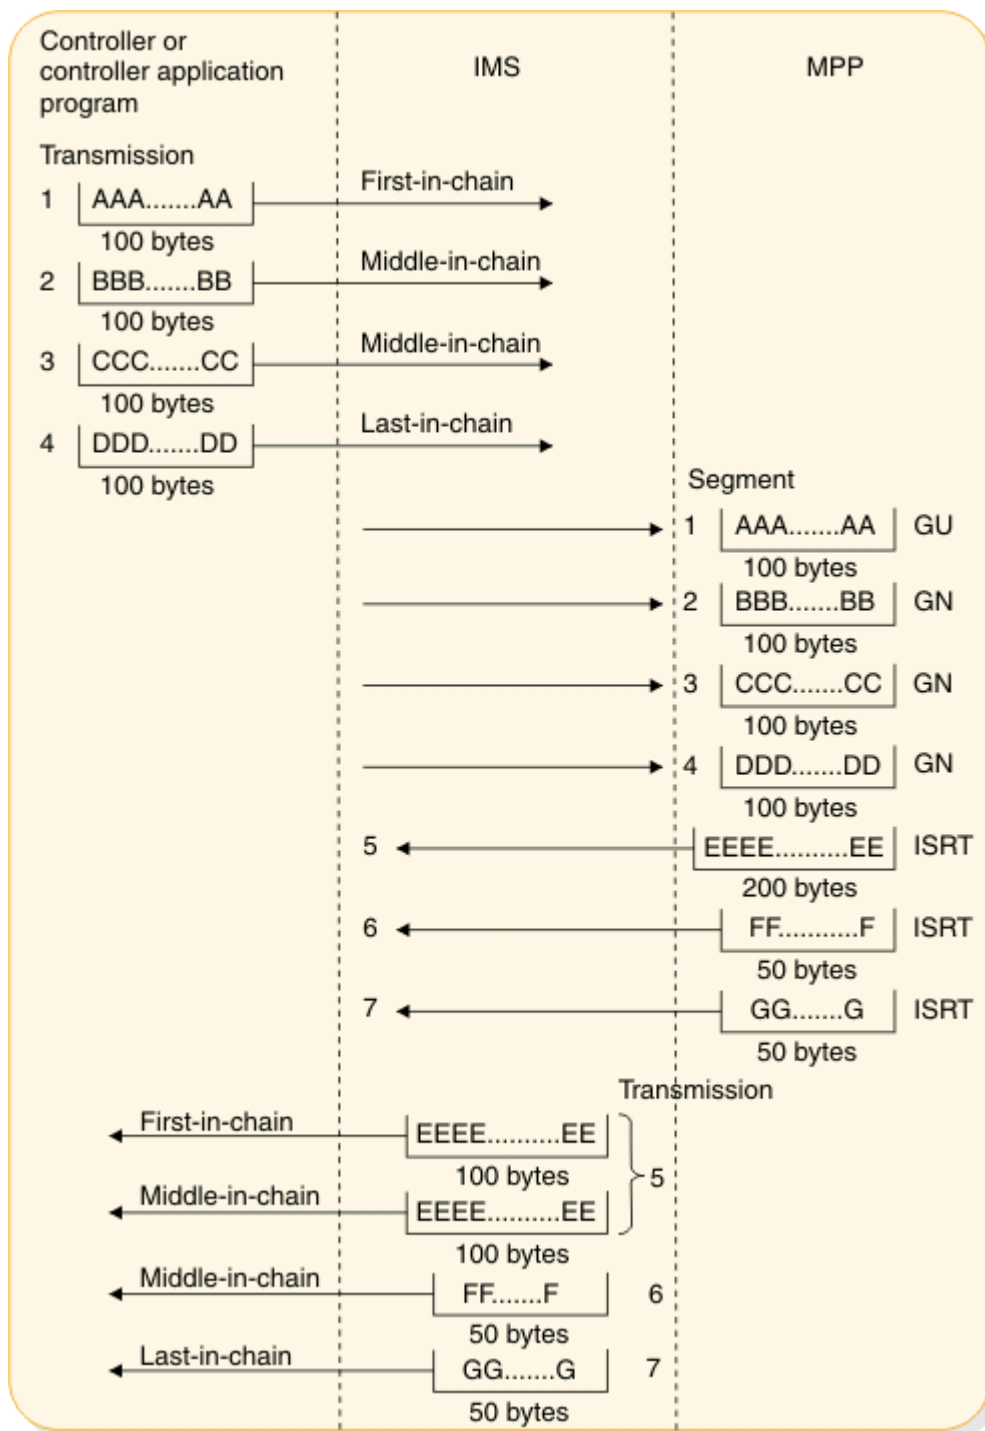 Controller or
controller application
program
IMS
MPP
Transmission
1 AAA.......AA First-in-chain
100 bytes
2 BBB.......BB Middle-in-chain
100 bytes
3 CCC.......CC Middle-in-chain
100 bytes
4 DDD.......DD Last-in-chain
100 bytes
Segment
1 AAA.......AA GU
100 bytes
2 BBB.......BB GN
100 bytes
3 CCC.......CC GN
100 bytes
4 DDD.......DD GN
100 bytes
5 EEEE..........EE ISRT
200 bytes
6 FF...........F ISRT
50 bytes
7 GG.......G ISRT
50 bytes
Transmission
First-in-chain EEEE..........EE
100 bytes
5
Middle-in-chain EEEE..........EE
100 bytes
Middle-in-chain FF.......F 6
50 bytes
Last-in-chain GG.......G 7
50 bytes